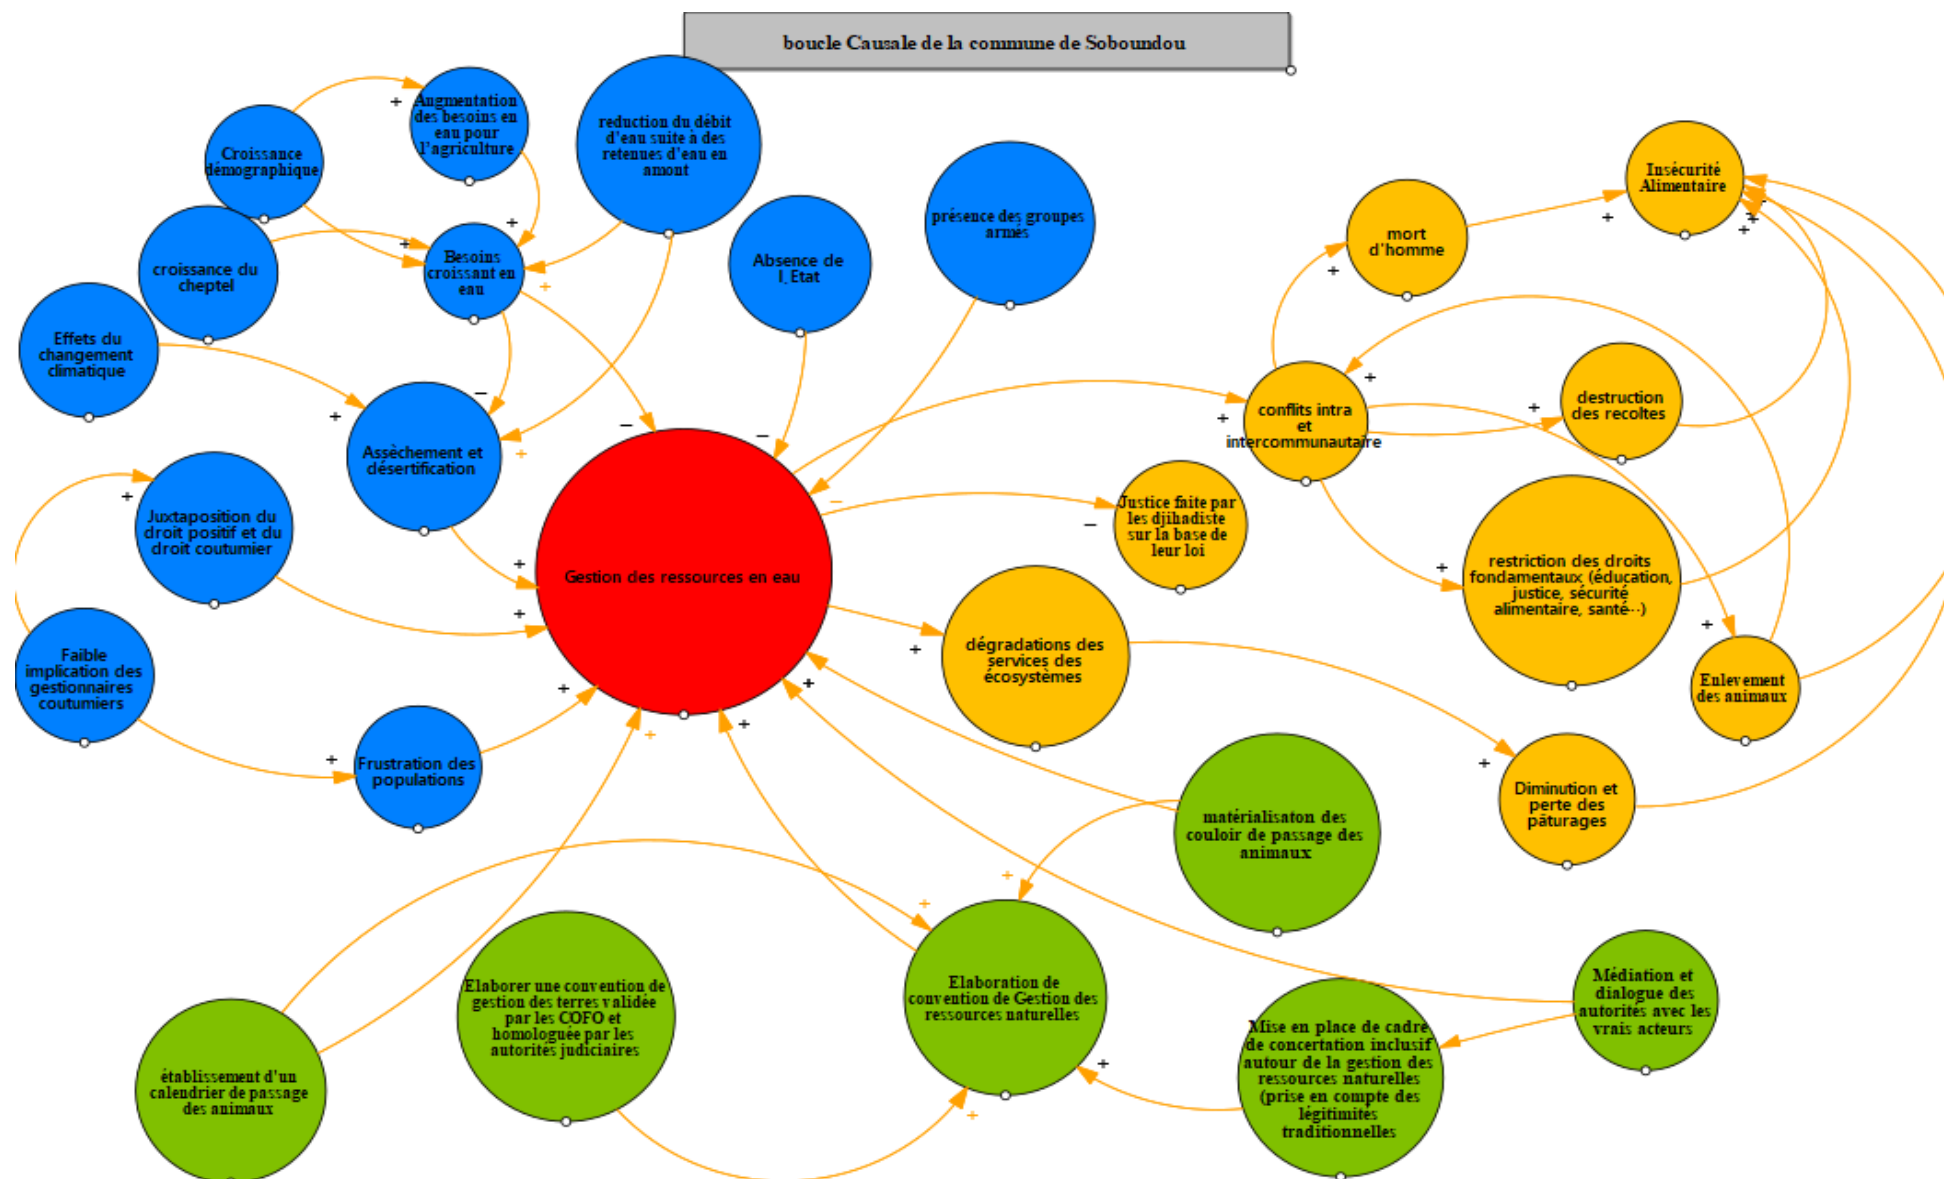 boucle Causale de la commune de Soboundou
Augmentation
des besoins en
eau pour
l'agriculture
Croissance
démographique
reduction du débit
d'eau suite à des
retenues d'eau en
amont
croissance du
cheptel
Besoins
croissant en
eau
Absence de
l, Etat
présence des groupes
armés
Effets du
changement
climatique
Assèchement et
désertification
Juxtaposition du
droit positif et du
droit coutumier
Faible
implication des
gestionnaires
coutumiers
Frustration des
populations
Gestion des ressources en eau
Insécurité
Alimentaire
mort
d'homme
conflits intra
et
intercommunautaire
destruction
des recoltes
Justice faite par
les djihadiste
sur la base de
leur loi
restriction des droits
fondamentaux (éducation,
justice, sécurité
alimentaire, santé···)
dégradations des
services des
écosystèmes
Enlevement
des animaux
Diminution et
perte des
pâturages
matérialisaton des
couloir de passage des
animaux
Elaborer une convention de
gestion des terres validée
par les COFO et
homologuée par les
autorités judiciaires
Elaboration de
convention de Gestion des
ressources naturelles
Médiation et
dialogue des
autorités avec les
vrais acteurs
Mise en place de cadre
de concertation inclusif
autour de la gestion des
ressources naturelles
(prise en compte des
légitimités
traditionnelles
établissement d'un
calendrier de passage
des animaux